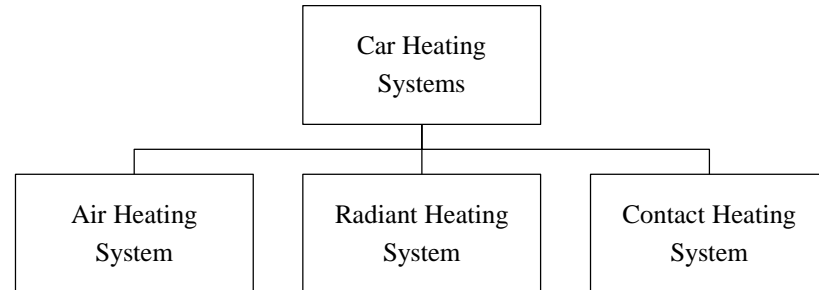 Car Heating
Systems
Air Heating
System
Radiant Heating
System
Contact Heating
System